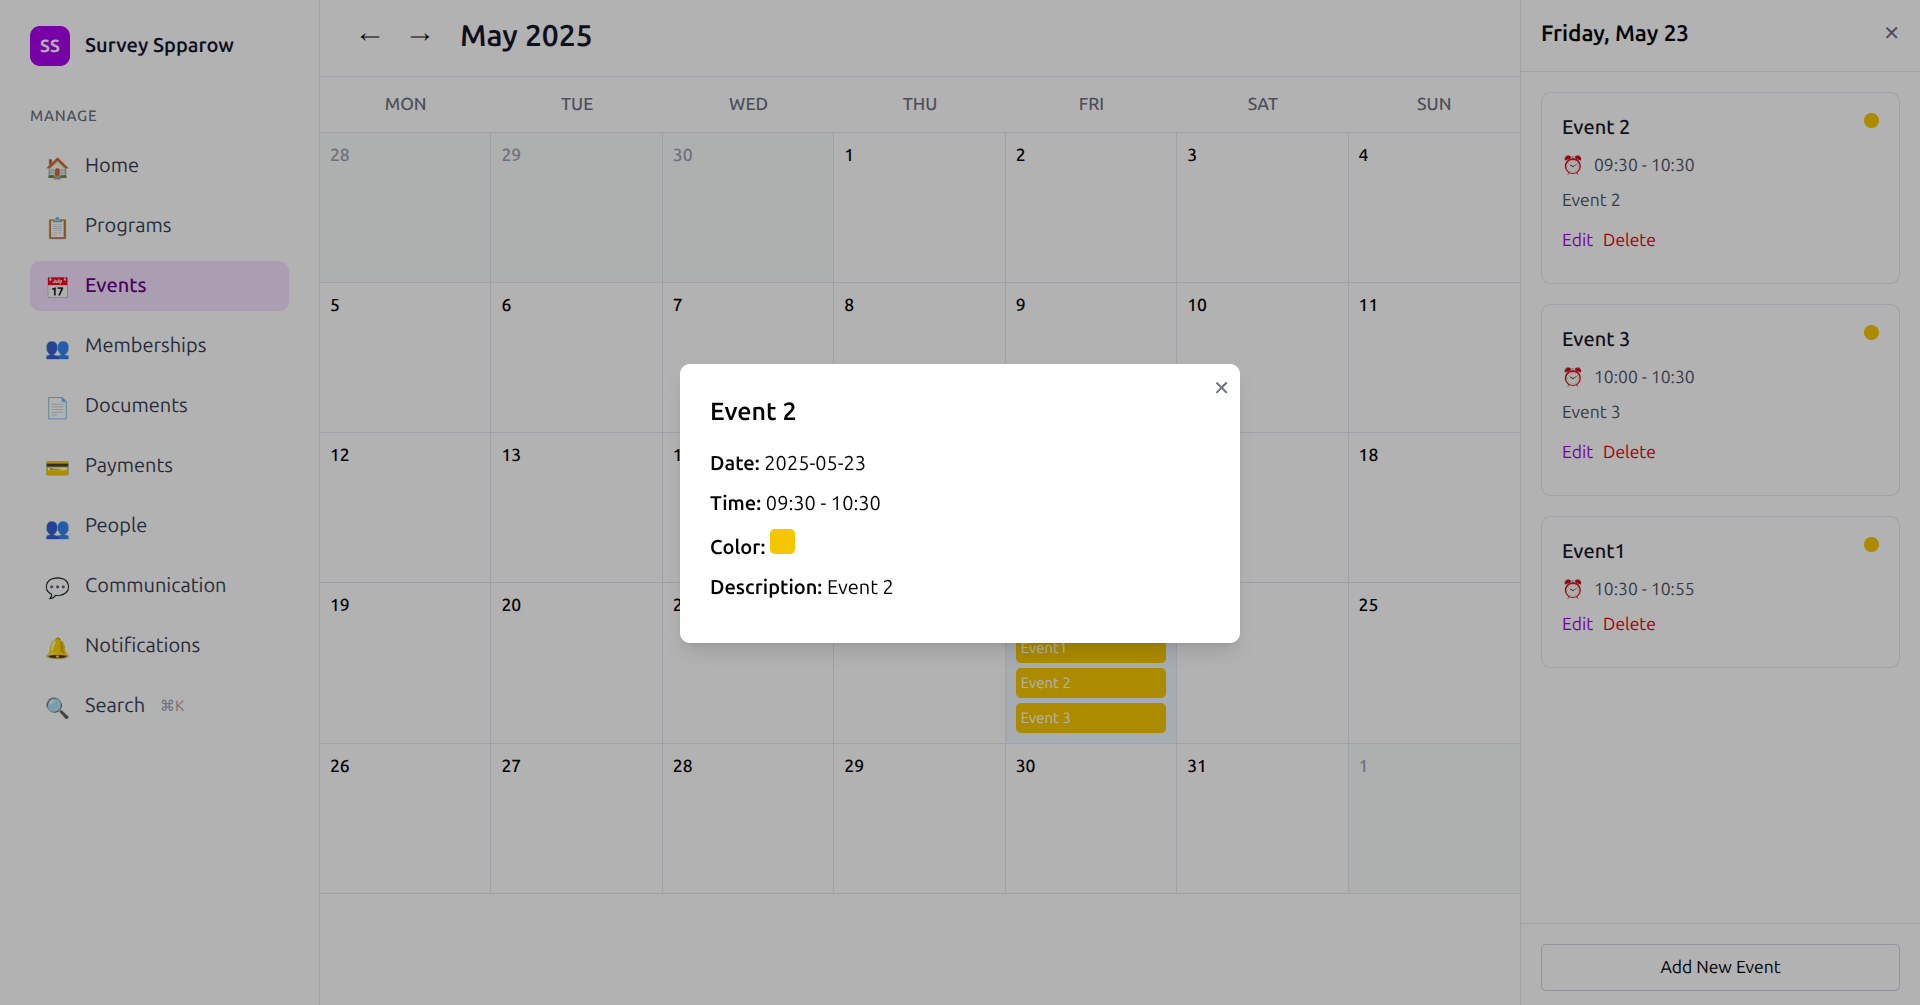 SS Survey Spparow
MANAGE
Home
Programs
Events
Memberships
Documents
Payments
People
Communication
Notifications
Search ⌘K
← → May 2025
MON TUE WED THU FRI SAT SUN
28 29 30 1 2 3 4
5 6 7 8 9 10 11
12 13 18
19 20 25
Event1
Event 2
Event 3
26 27 28 29 30 31 1
Event 2
Date: 2025-05-23
Time: 09:30 - 10:30
Color:
Description: Event 2
Friday, May 23
Event 2
09:30 - 10:30
Event 2
Edit Delete
Event 3
10:00 - 10:30
Event 3
Edit Delete
Event1
10:30 - 10:55
Edit Delete
Add New Event